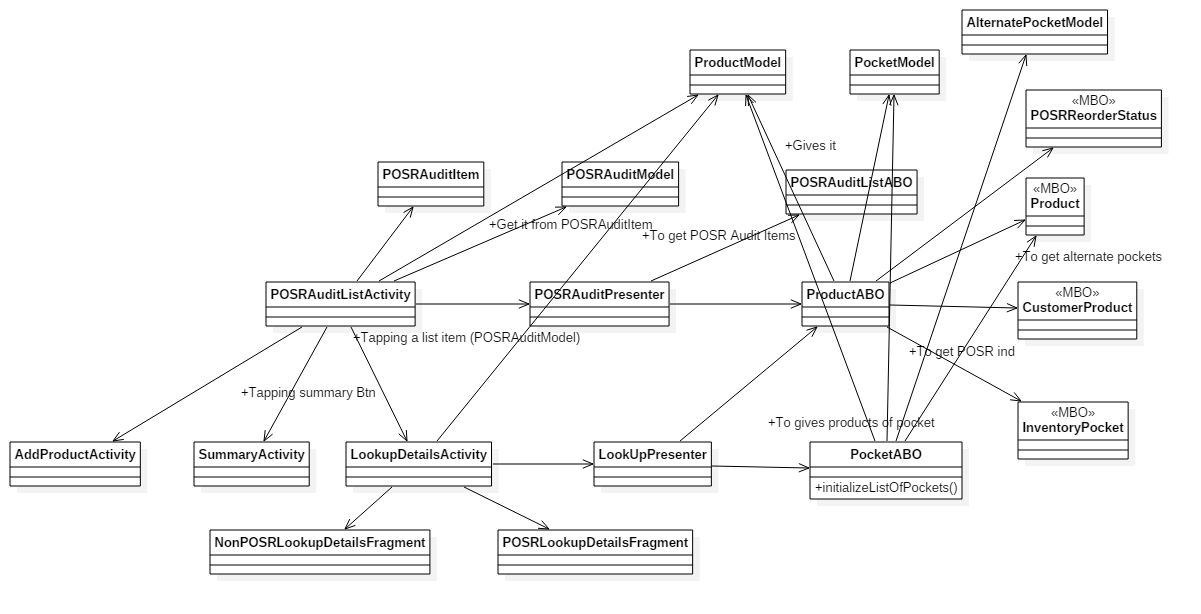 AlternatePocketModel
ProductModel
PocketModel
«MBO»
POSRReorderStatus
+Gives it
POSRAuditItem
POSRAuditModel
POSRAuditListABO
«MBO»
Product
+Get it from POSRAuditItem
+To get POSR Audit Items
+To get alternate pockets
POSRAuditListActivity
POSRAuditPresenter
ProductABO
«MBO»
CustomerProduct
+Tapping a list item (POSRAuditModel)
+To get POSR ind
+Tapping summary Btn
«MBO»
InventoryPocket
+To gives products of pocket
AddProductActivity
SummaryActivity
LookupDetailsActivity
LookUpPresenter
PocketABO
+initializeListOfPockets()
NonPOSRLookupDetailsFragment
POSRLookupDetailsFragment